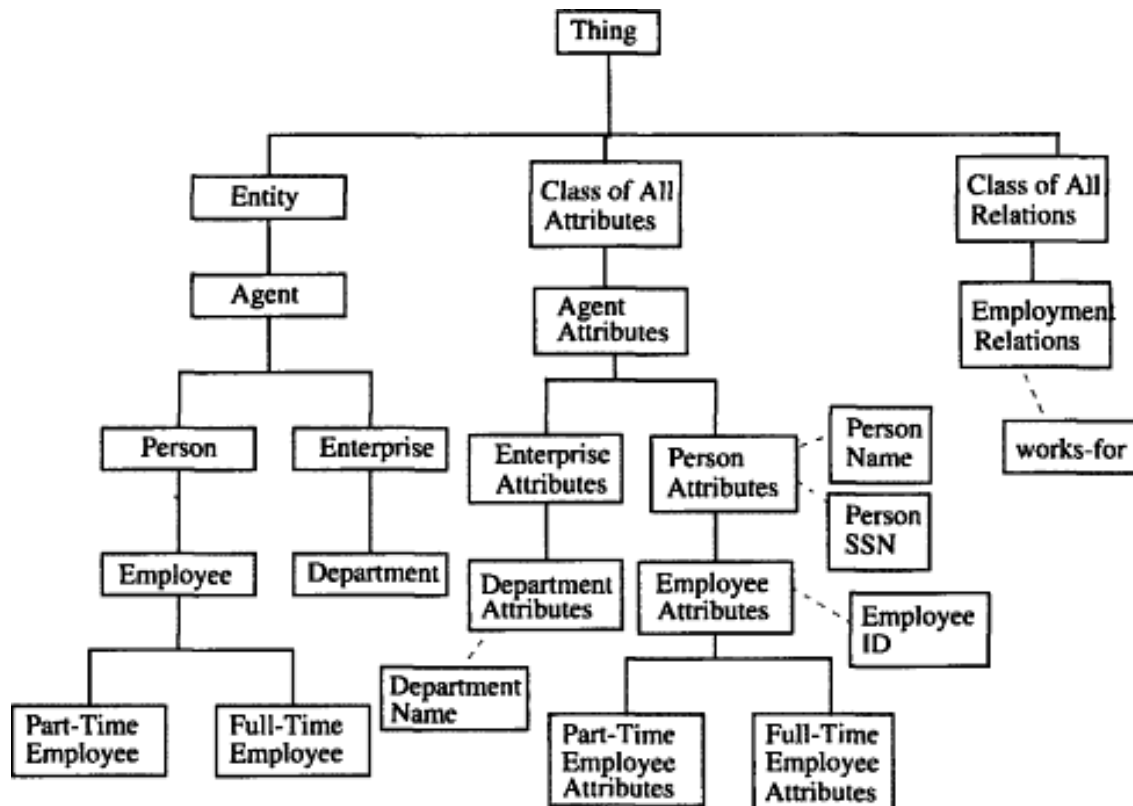 Thing
Entity
Class of All
Attributes
Class of All
Relations
Agent
Agent
Attributes
Employment
Relations
Person
Enterprise
Enterprise
Attributes
Person
Attributes
Person
Name
works-for
Person
SSN
Employee
Department
Department
Attributes
Employee
Attributes
Employee
ID
Department
Name
Part-Time
Employee
Full-Time
Employee
Part-Time
Employee
Attributes
Full-Time
Employee
Attributes